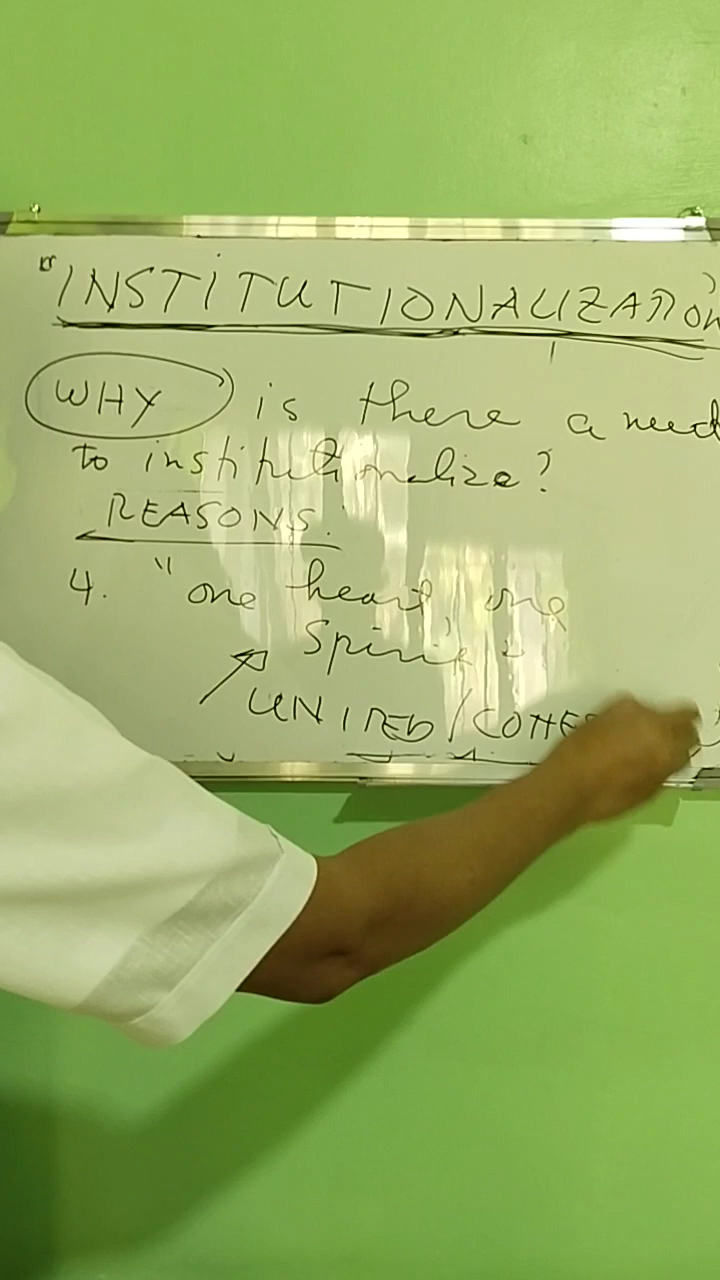 "INSTITUTIONALIZATION
WHY is there a need
to institutionalize?
REASONS:
4. "one heart, one
Spirit"
UNITED/COHE